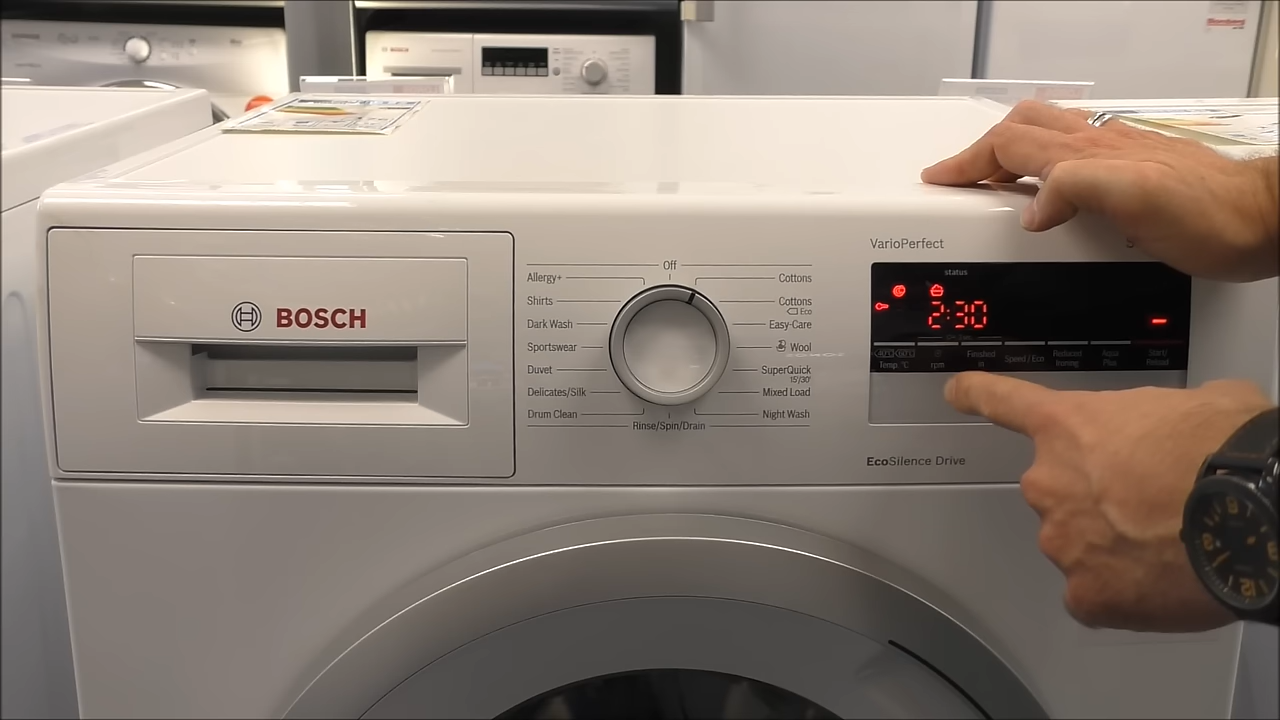 BOSCH
VarioPerfect
S
status
2:30
Temp. °C
rpm
Finished
in
Speed / Eco
Reduced
Ironing
Aqua
Plus
Start/
Reload
BOSCH
Off
Allergy+
Cottons
Shirts
Cottons
Eco
Dark Wash
Easy-Care
Sportswear
Wool
Duvet
SuperQuick
15'/30'
Delicates/Silk
Mixed Load
Drum Clean
Night Wash
Rinse/Spin/Drain
EcoSilence Drive